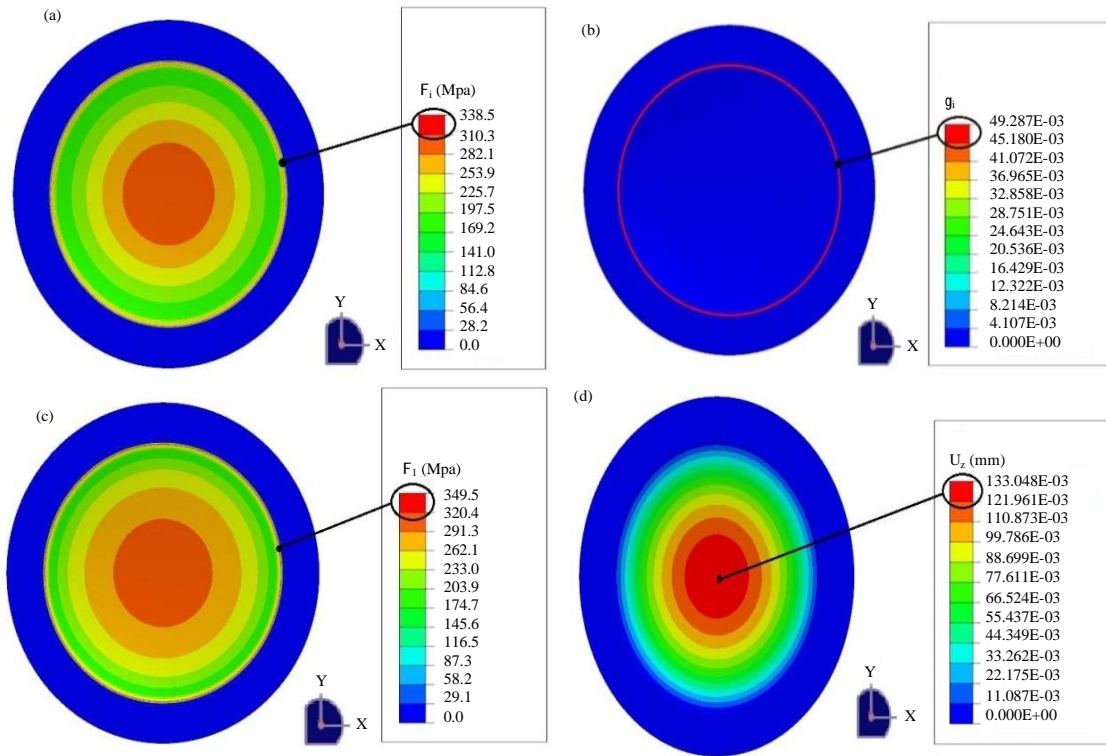 (a)
F i (Mpa)
338.5
310.3
282.1
253.9
225.7
197.5
169.2
141.0
112.8
84.6
56.4
28.2
0.0
Y
X
(b)
g i
49.287E-03
45.180E-03
41.072E-03
36.965E-03
32.858E-03
28.751E-03
24.643E-03
20.536E-03
16.429E-03
12.322E-03
8.214E-03
4.107E-03
0.000E+00
Y
X
(c)
F 1 (Mpa)
349.5
320.4
291.3
262.1
233.0
203.9
174.7
145.6
116.5
87.3
58.2
29.1
0.0
Y
X
(d)
U z (mm)
133.048E-03
121.961E-03
110.873E-03
99.786E-03
88.699E-03
77.611E-03
66.524E-03
55.437E-03
44.349E-03
33.262E-03
22.175E-03
11.087E-03
0.000E+00
Y
X